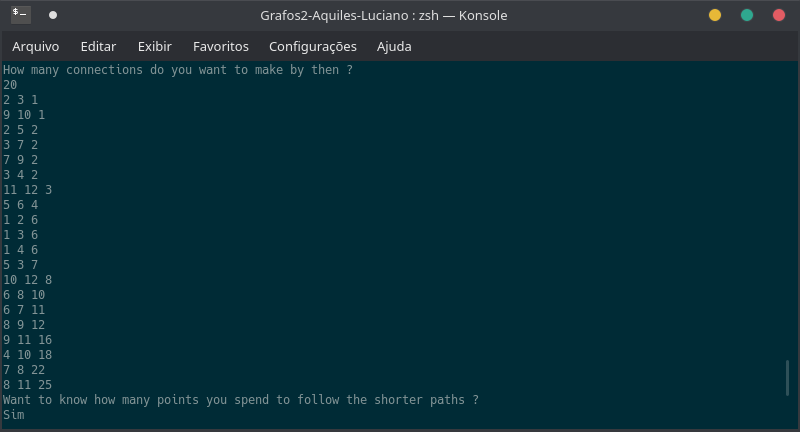 Grafos2-Aquiles-Luciano : zsh — Konsole
Arquivo Editar Exibir Favoritos Configurações Ajuda
How many connections do you want to make by then ?
20
2 3 1
9 10 1
2 5 2
3 7 2
7 9 2
3 4 2
11 12 3
5 6 4
1 2 6
1 3 6
1 4 6
5 3 7
10 12 8
6 8 10
6 7 11
8 9 12
9 11 16
4 10 18
7 8 22
8 11 25
Want to know how many points you spend to follow the shorter paths ?
Sim